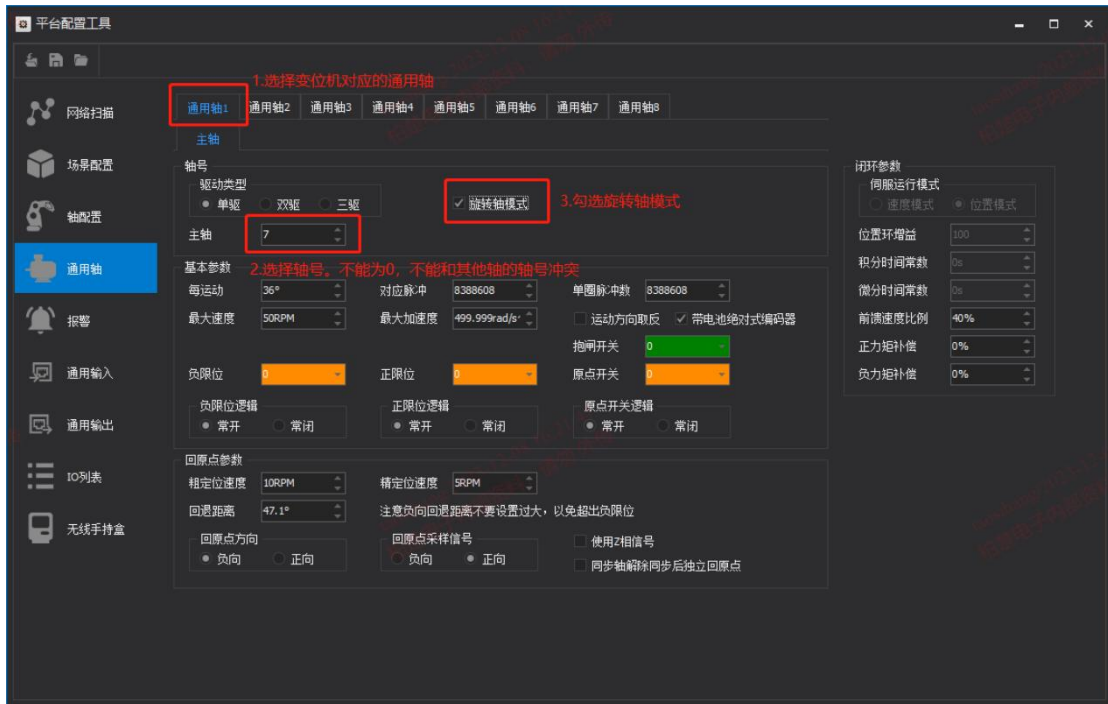 平台配置工具
1.选择变位机对应的通用轴
网络扫描
通用轴1 通用轴2 通用轴3 通用轴4 通用轴5 通用轴6 通用轴7 通用轴8
主轴
场景配置
轴号
驱动类型
单驱 双驱 三驱
旋转轴模式
3.勾选旋转轴模式
闭环参数
伺服运行模式
速度模式 位置模式
轴配置
主轴 7
位置环增益 100
通用轴
基本参数
2.选择轴号。不能为0，不能和其他轴的轴号冲突
积分时间常数 0s
每运动 36° 对应脉冲 8388608 单圈脉冲数 8388608
微分时间常数 0s
报警
最大速度 50RPM 最大加速度 499.999rad/s 运动方向取反 带电池绝对式编码器
前馈速度比例 40%
抱闸开关 0
正力矩补偿 0%
通用输入
负限位 0 正限位 0 原点开关 0
负力矩补偿 0%
负限位逻辑 正限位逻辑 原点开关逻辑
通用输出
常开 常闭 常开 常闭 常开 常闭
回原点参数
IO列表
粗定位速度 10RPM 精定位速度 5RPM
回退距离 47.1° 注意负向回退距离不要设置过大，以免超出负限位
无线手持盒
回原点方向 回原点采样信号 使用Z相信号
负向 正向 负向 正向
同步轴解除同步后独立回原点